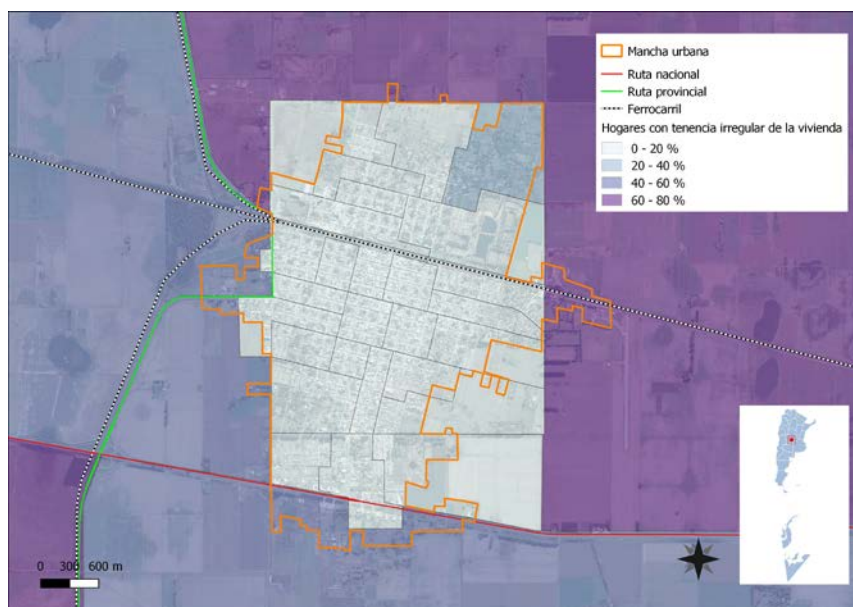 Mancha urbana
Ruta nacional
Ruta provincial
Ferrocarril
Hogares con tenencia irregular de la vivienda
0 - 20 %
20 - 40 %
40 - 60 %
60 - 80 %
0 300 600 m